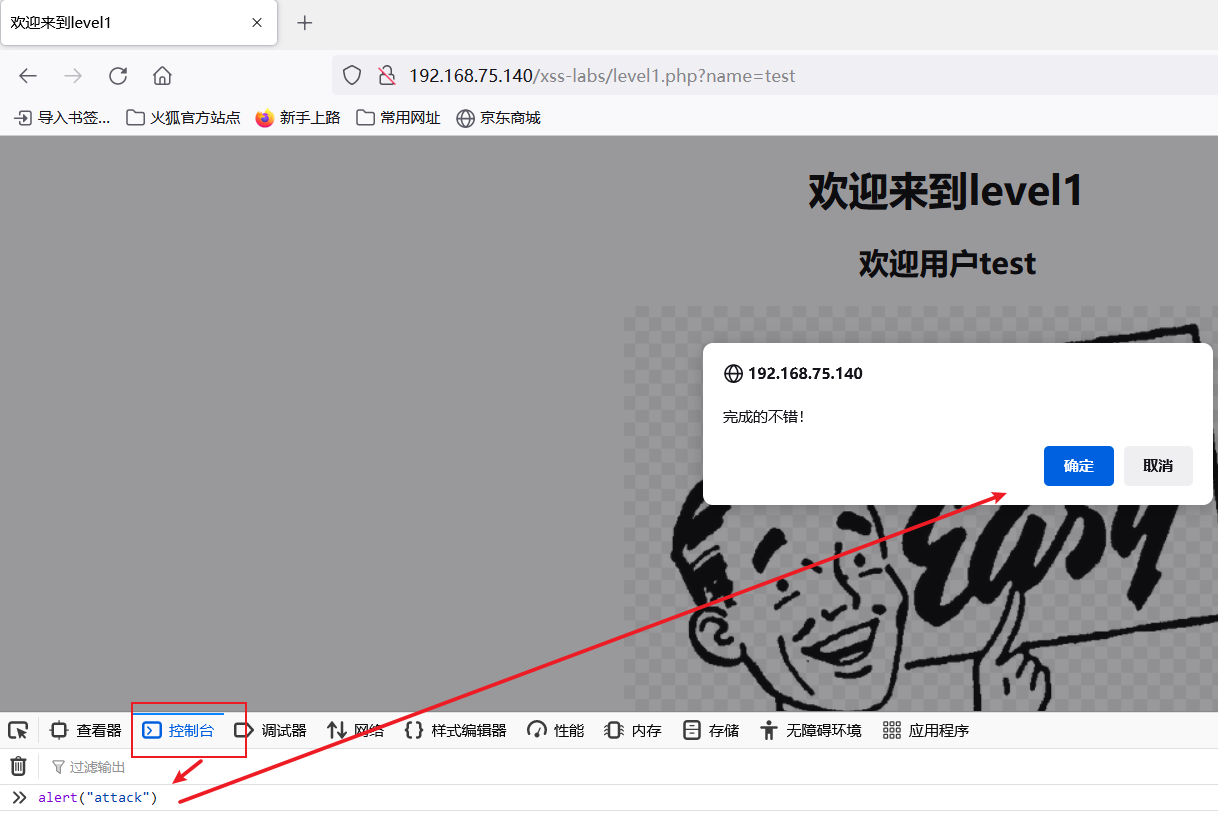 欢迎来到level1
192.168.75.140/xss-labs/level1.php?name=test
导入书签... 火狐官方站点 新手上路 常用网址 京东商城
欢迎来到level1
欢迎用户test
192.168.75.140
完成的不错！
确定 取消
easy
查看器 控制台 调试器 网络 样式编辑器 性能 内存 存储 无障碍环境 应用程序
过滤输出
alert("attack")